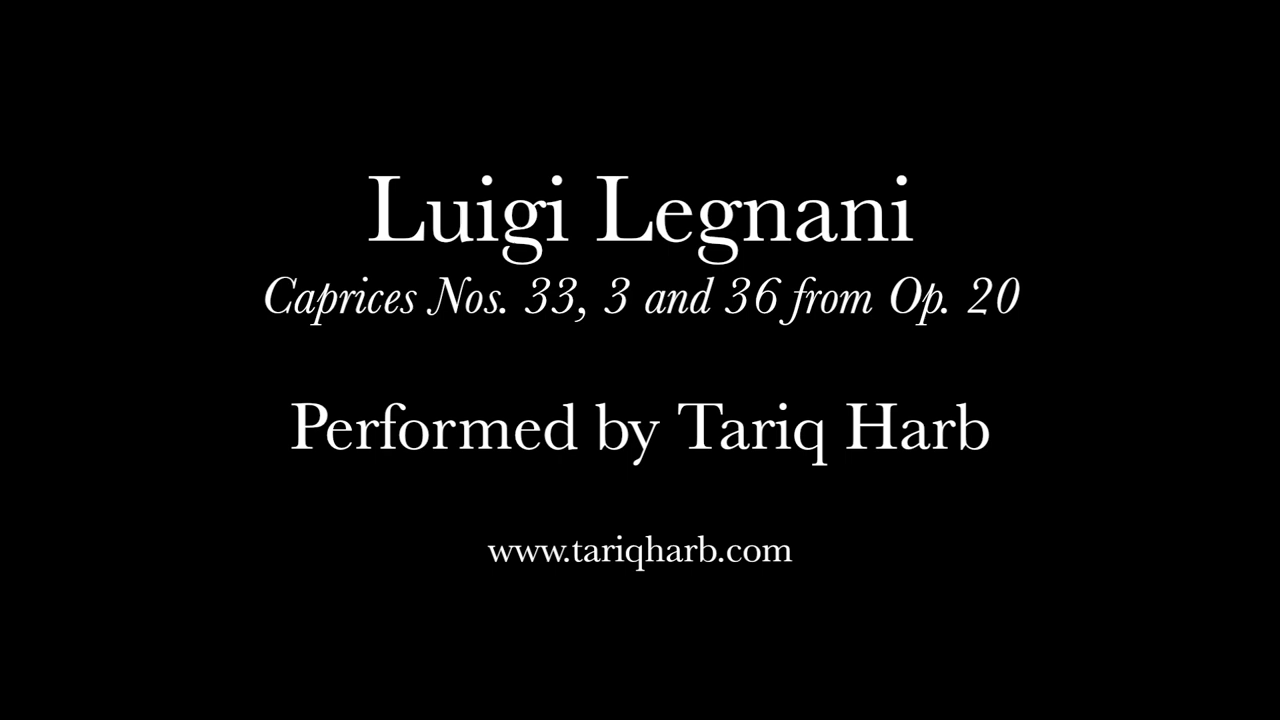 Luigi Legnani
Caprices Nos. 33, 3 and 36 from Op. 20
Performed by Tariq Harb
www.tariqharb.com